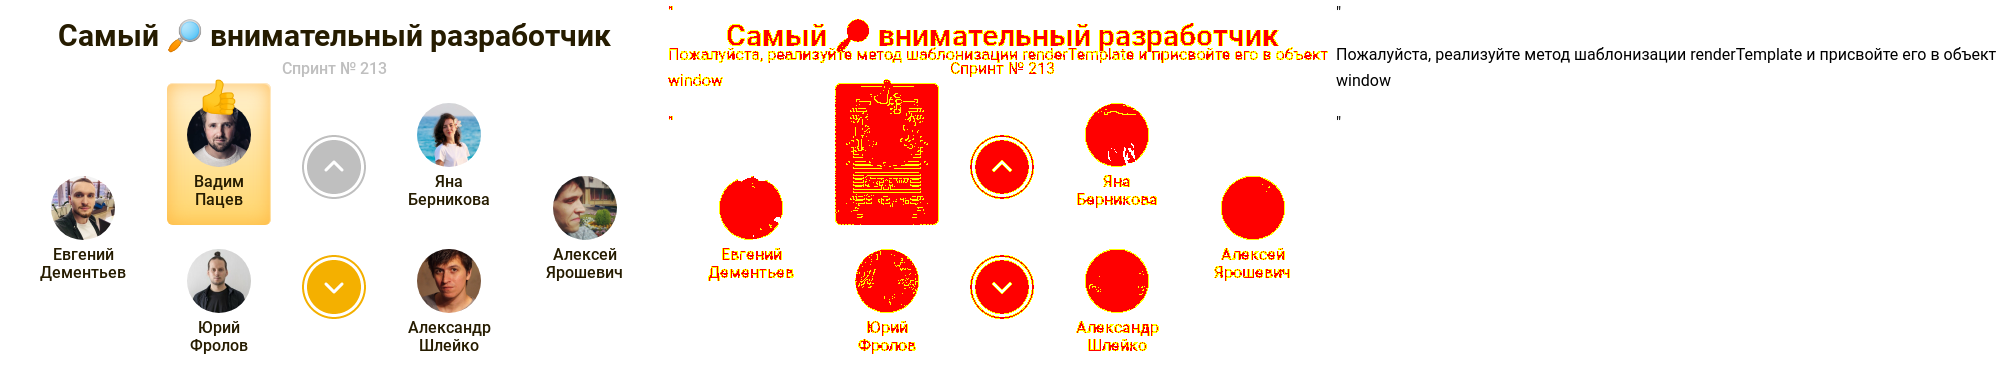 Самый внимательный разработчик
Спринт № 213
Вадим
Пацев
Яна
Берникова
Евгений
Дементьев
Алексей
Ярошевич
Юрий
Фролов
Александр
Шлейко
"
Самый внимательный разработчик
Пожалуйста, реализуйте метод шаблонизации renderTemplate и присвойте его в объект
Спринт № 213
window
"
Яна
Берникова
Евгений
Дементьев
Алексей
Ярошевич
Юрий
Фролов
Александр
Шлейко
"
Пожалуйста, реализуйте метод шаблонизации renderTemplate и присвойте его в объект
window
"